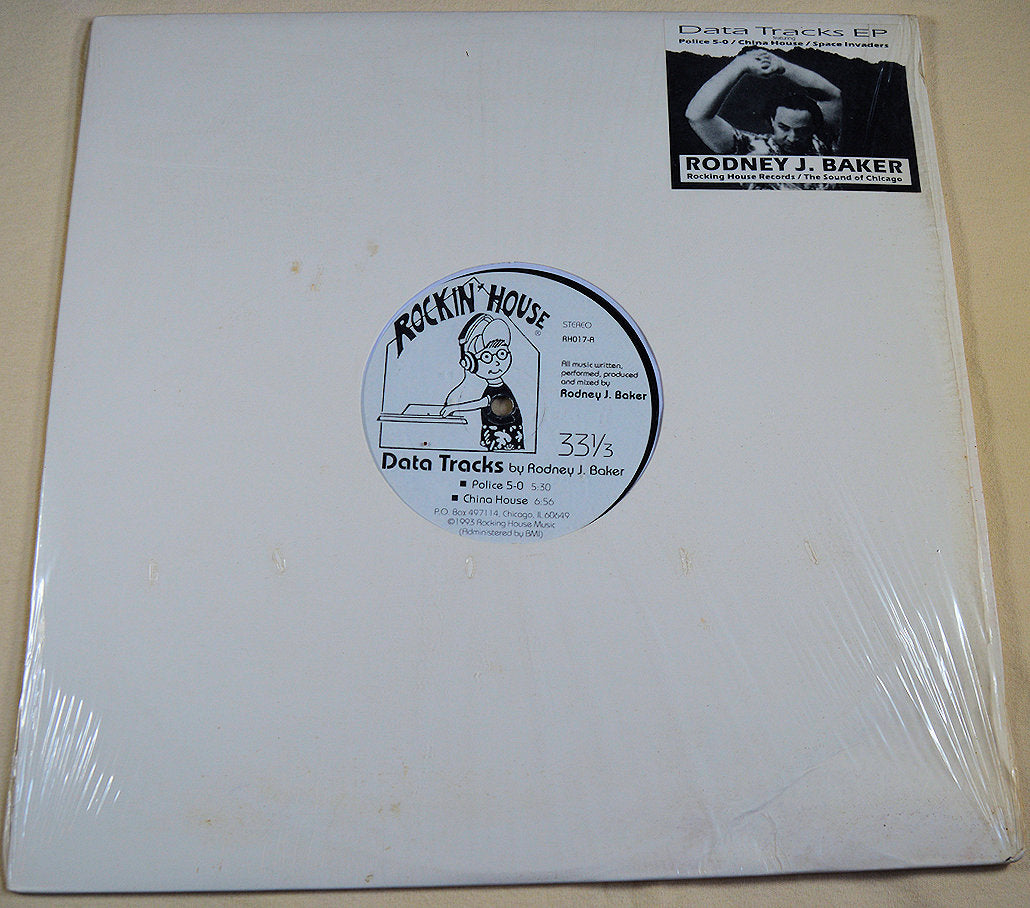 Data Tracks EP
featuring
Police 5-0 / China House / Space Invaders
RODNEY J. BAKER
Rocking House Records / The Sound of Chicago
ROCKIN' HOUSE
®
STEREO
RH017-A
All music written,
performed, produced
and mixed by
Rodney J. Baker
33 1/3
Data Tracks by Rodney J. Baker
■ Police 5-0 5:30
■ China House 6:56
P.O. Box 497114, Chicago, IL 60649
©1993 Rocking House Music
(Administered by BMI)